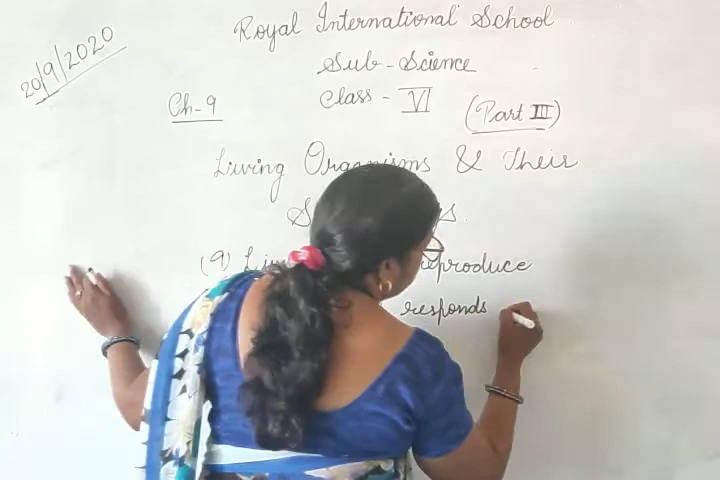 20/9/2020
Royal International School
Sub - Science
Ch-9 Class - VI (Part III)
Living Organisms & Their
(9) reproduce
responds